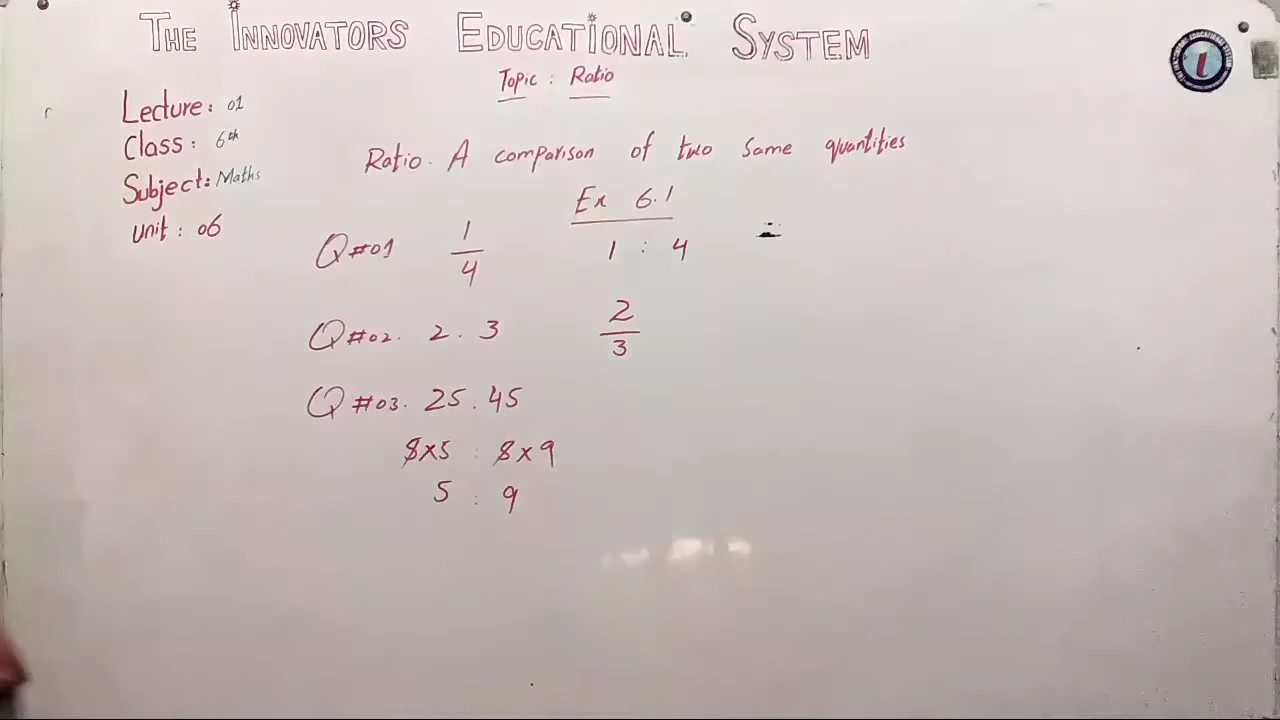 THE INNOVATORS EDUCATIONAL SYSTEM
Topic : Ratio
Lecture: 01
Class: 6th
Subject: Maths
Unit: 06
Ratio. A comparison of two same quantities
Ex 6.1
Q#01 1/4 1 : 4
Q#02. 2 . 3 2/3
Q#03. 25 . 45
8x5 : 8x9
5 : 9
i